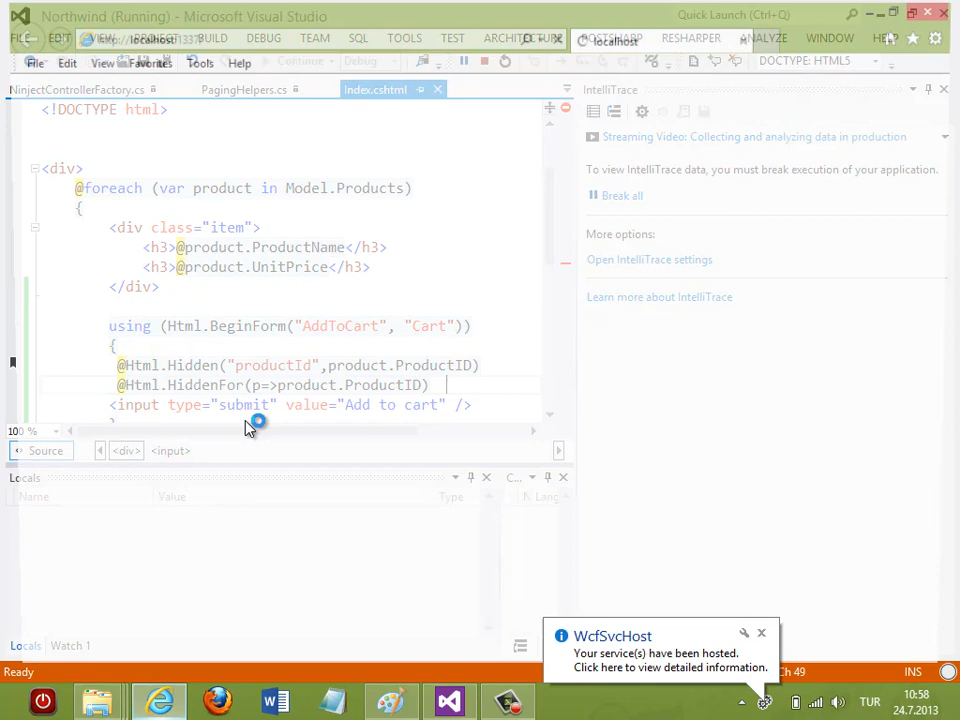 Northwind (Running) - Microsoft Visual Studio
Quick Launch (Ctrl+Q)
FILE EDIT VIEW BUILD DEBUG TEAM SQL TOOLS TEST ARCHITECTURE RESHARPER ANALYZE WINDOW HELP
http://localhost:1337
localhost
File Edit View Favorites Tools Help
Continue
Debug
DOCTYPE: HTML5
NinjectControllerFactory.cs
PagingHelpers.cs
Index.cshtml
IntelliTrace
<!DOCTYPE html>
Streaming Video: Collecting and analyzing data in production
To view IntelliTrace data, you must break execution of your application.
Break all
More options:
Open IntelliTrace settings
Learn more about IntelliTrace
<div>
@foreach (var product in Model.Products)
{
<div class="item">
<h3>@product.ProductName</h3>
<h3>@product.UnitPrice</h3>
</div>
using (Html.BeginForm("AddToCart", "Cart"))
{
@Html.Hidden("productId",product.ProductID)
@Html.HiddenFor(p=>product.ProductID)
<input type="submit" value="Add to cart" />
100 %
Source
<div>
<input>
Locals
C...
Name
Value
Type
N Lang
Locals
Watch 1
WcfSvcHost
Your service(s) have been hosted.
Click here to view detailed information.
Ready
Ch 49
INS
TUR
10:58
24.7.2013